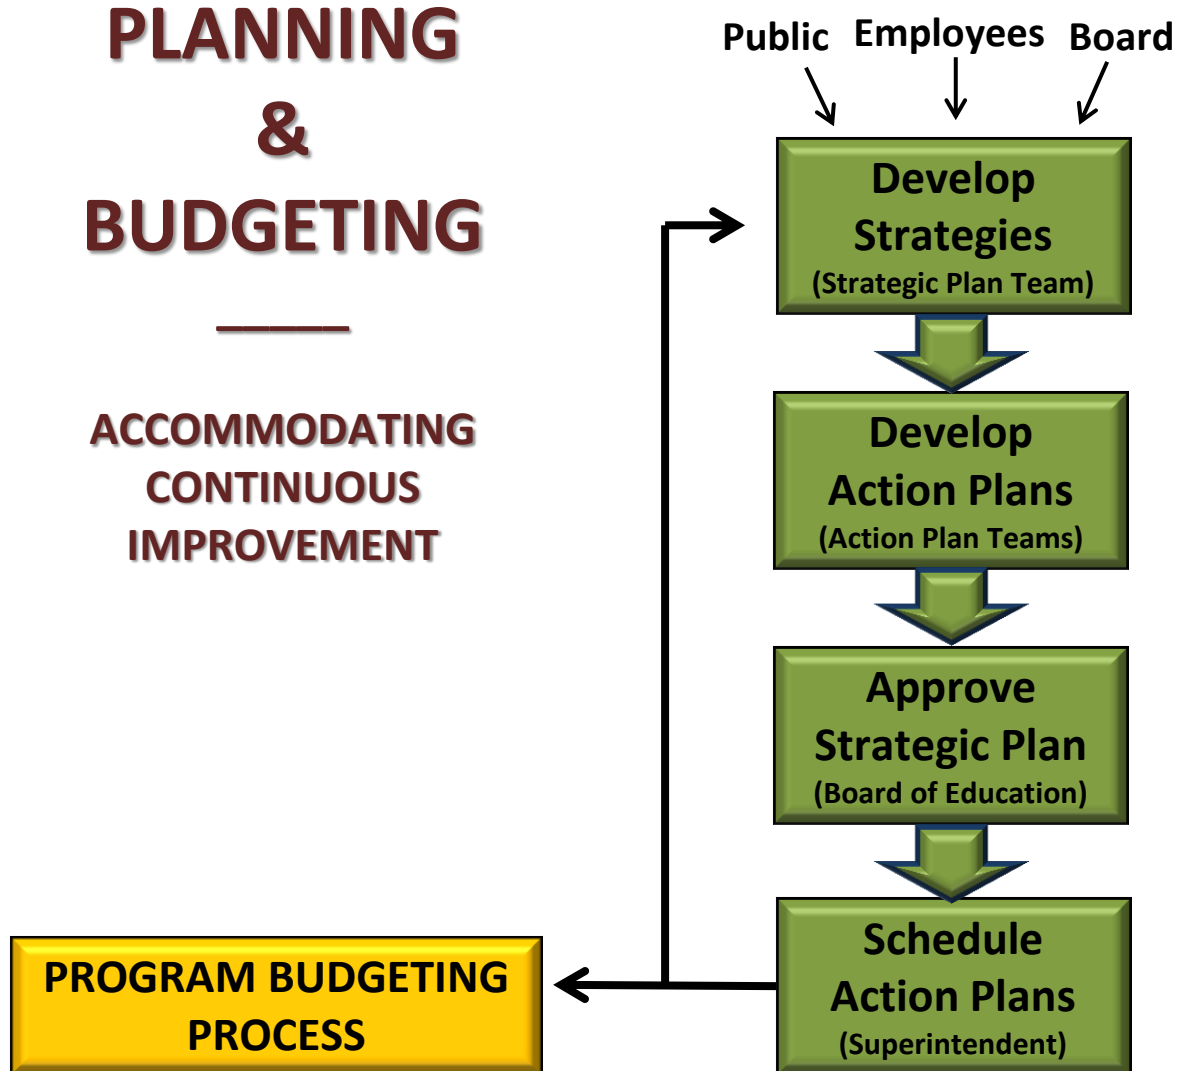 PLANNING
&
BUDGETING
ACCOMMODATING
CONTINUOUS
IMPROVEMENT
Public Employees Board
Develop
Strategies
(Strategic Plan Team)
Develop
Action Plans
(Action Plan Teams)
Approve
Strategic Plan
(Board of Education)
Schedule
Action Plans
(Superintendent)
PROGRAM BUDGETING
PROCESS